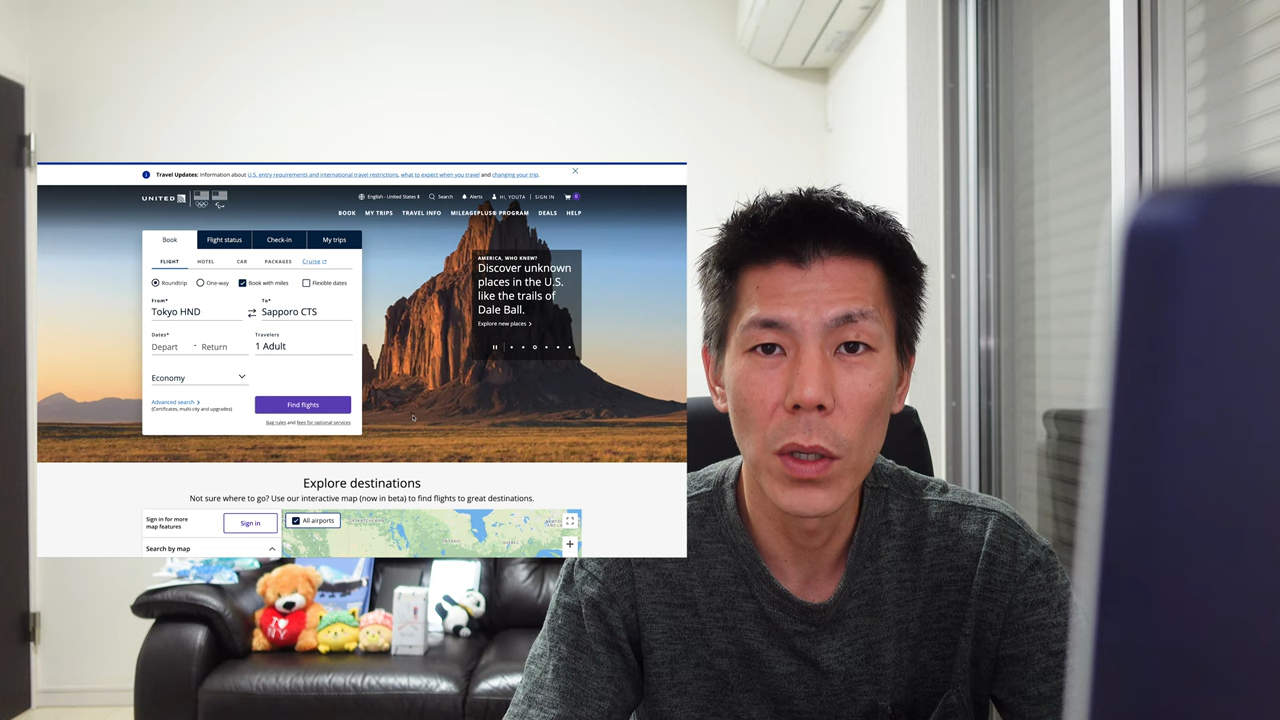 Travel Updates: Information about U.S. entry requirements and international travel restrictions, what to expect when you travel and changing your trip.
UNITED
English - United States $ Search Alerts HI, YOUTA | SIGN IN 0
BOOK MY TRIPS TRAVEL INFO MILEAGEPLUS® PROGRAM DEALS HELP
Book Flight status Check-in My trips
FLIGHT HOTEL CAR PACKAGES Cruise
Roundtrip One-way Book with miles Flexible dates
From* To*
Tokyo HND Sapporo CTS
Dates* Travelers
Depart - Return 1 Adult
Economy
Advanced search >
(Certificates, multi-city and upgrades)
Find flights
Bag rules and fees for optional services
AMERICA, WHO KNEW?
Discover unknown
places in the U.S.
like the trails of
Dale Ball.
Explore new places >
Explore destinations
Not sure where to go? Use our interactive map (now in beta) to find flights to great destinations.
Sign in for more
map features
Sign in
All airports
Search by map
I NY